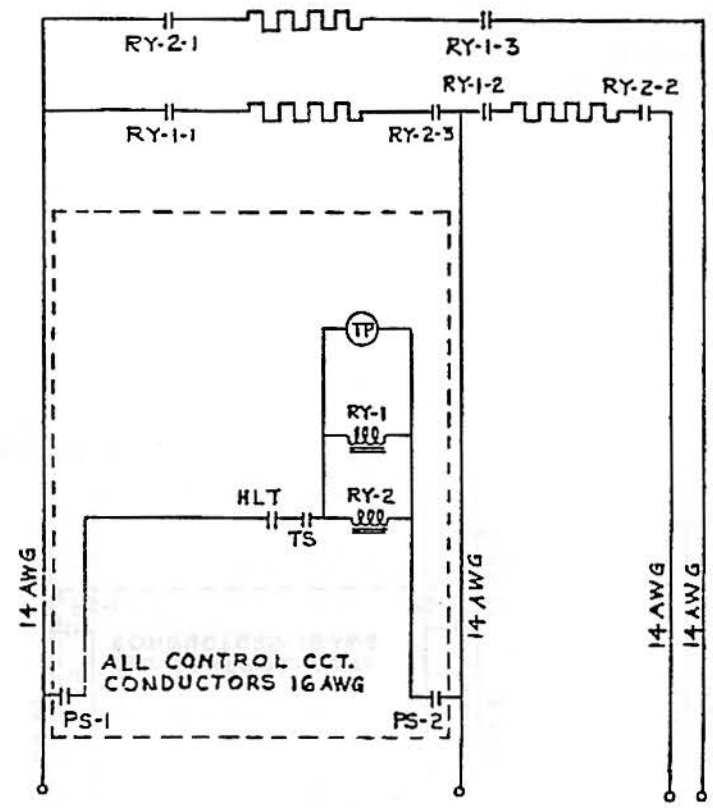 RY-2-1
RY-1-3
RY-1-2
RY-2-2
RY-1-1
RY-2-3
TP
RY-1
RY-2
HLT
TS
14 AWG
14 AWG
14 AWG
14 AWG
ALL CONTROL CCT.
CONDUCTORS 16 AWG
PS-1
PS-2